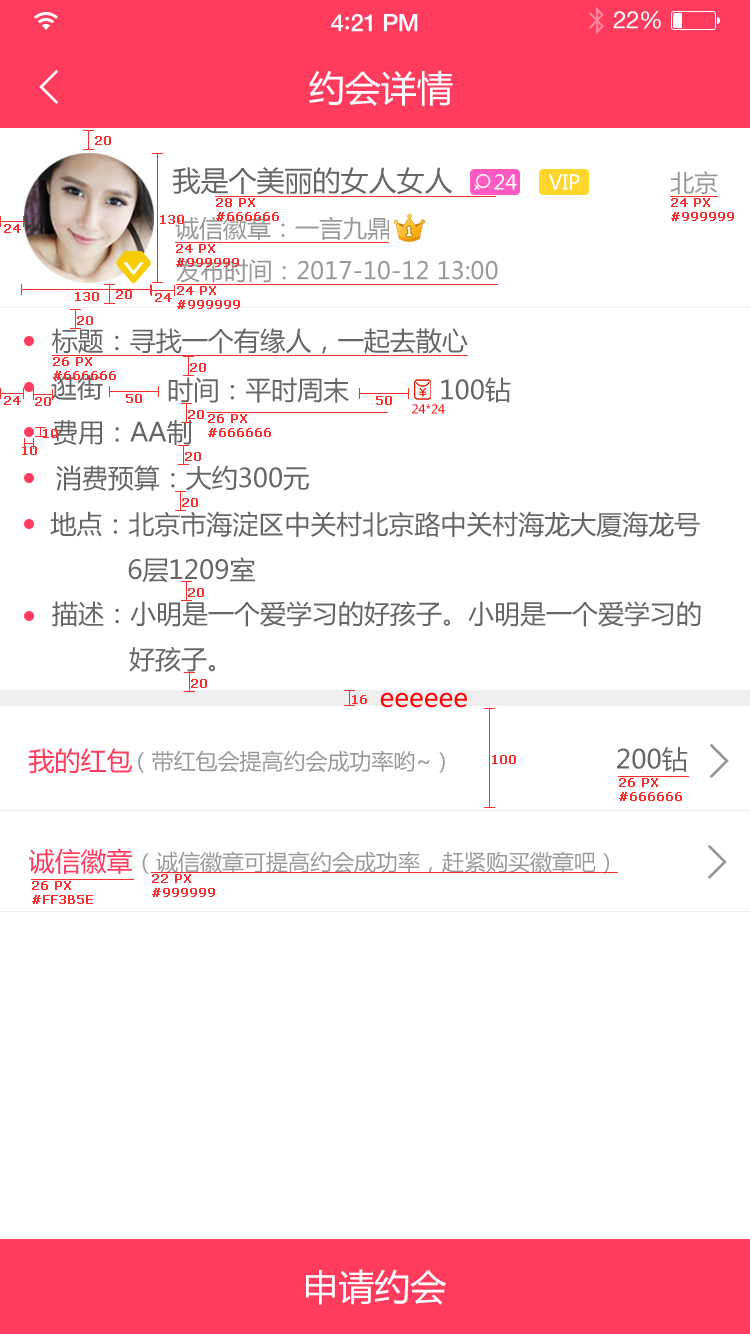 4:21 PM
22%
约会详情
20
我是个美丽的女人女人
24
VIP
北京
28 PX
#666666
24 PX
#999999
130
24
诚信徽章：一言九鼎
1
24 PX
#999999
发布时间：2017-10-12 13:00
130
20
24
24 PX
#999999
20
标题：寻找一个有缘人，一起去散心
26 PX
#666666
20
逛街
时间：平时周末
100钻
24
20
50
50
24*24
20
26 PX
#666666
费用：AA制
10
10
20
消费预算：大约300元
20
地点：北京市海淀区中关村北京路中关村海龙大厦海龙号
6层1209室
20
描述：小明是一个爱学习的好孩子。小明是一个爱学习的
好孩子。
20
16
eeeeee
我的红包（带红包会提高约会成功率哟~）
100
200钻
26 PX
#666666
诚信徽章（诚信徽章可提高约会成功率，赶紧购买徽章吧）
26 PX
#FF3B5E
22 PX
#999999
申请约会